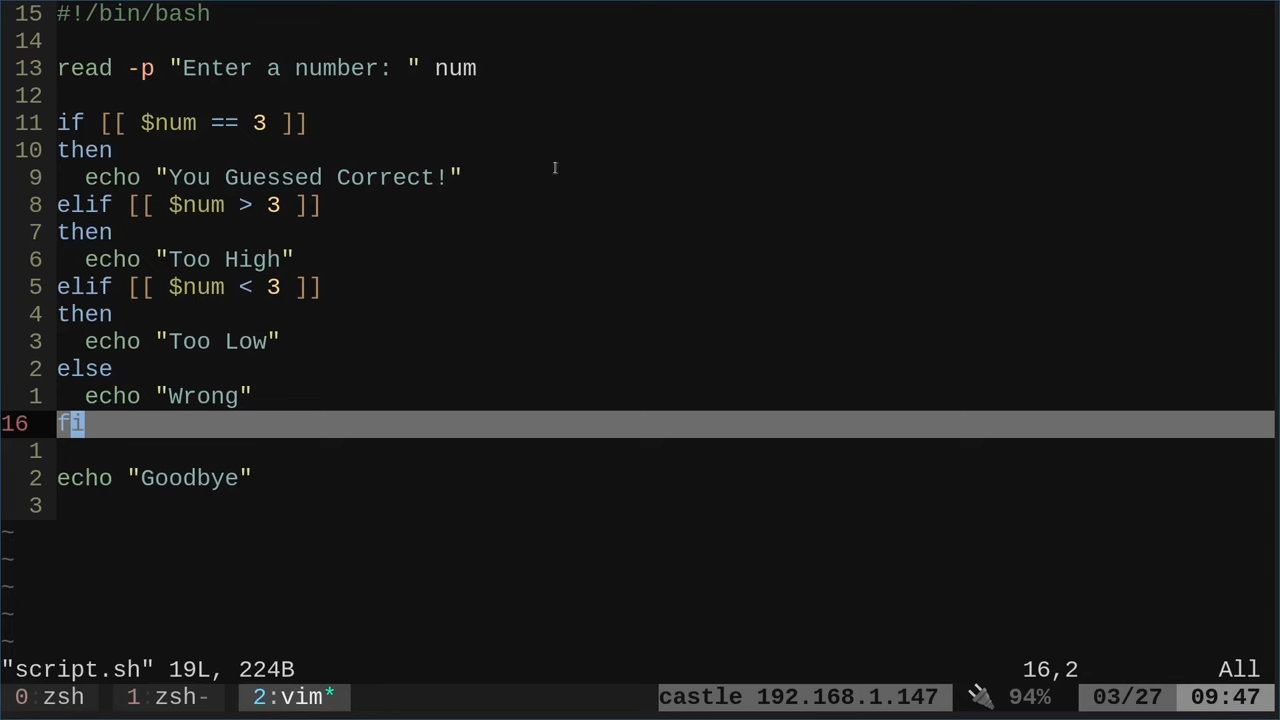 15 #!/bin/bash
14
13 read -p "Enter a number: " num
12
11 if [[ $num == 3 ]]
10 then
9   echo "You Guessed Correct!"
8 elif [[ $num > 3 ]]
7 then
6   echo "Too High"
5 elif [[ $num < 3 ]]
4 then
3   echo "Too Low"
2 else
1   echo "Wrong"
16 fi
1
2 echo "Goodbye"
3
~
~
~
~
~
"script.sh" 19L, 224B 16,2 All
0:zsh 1:zsh- 2:vim* castle 192.168.1.147 🔌 94% 03/27 09:47